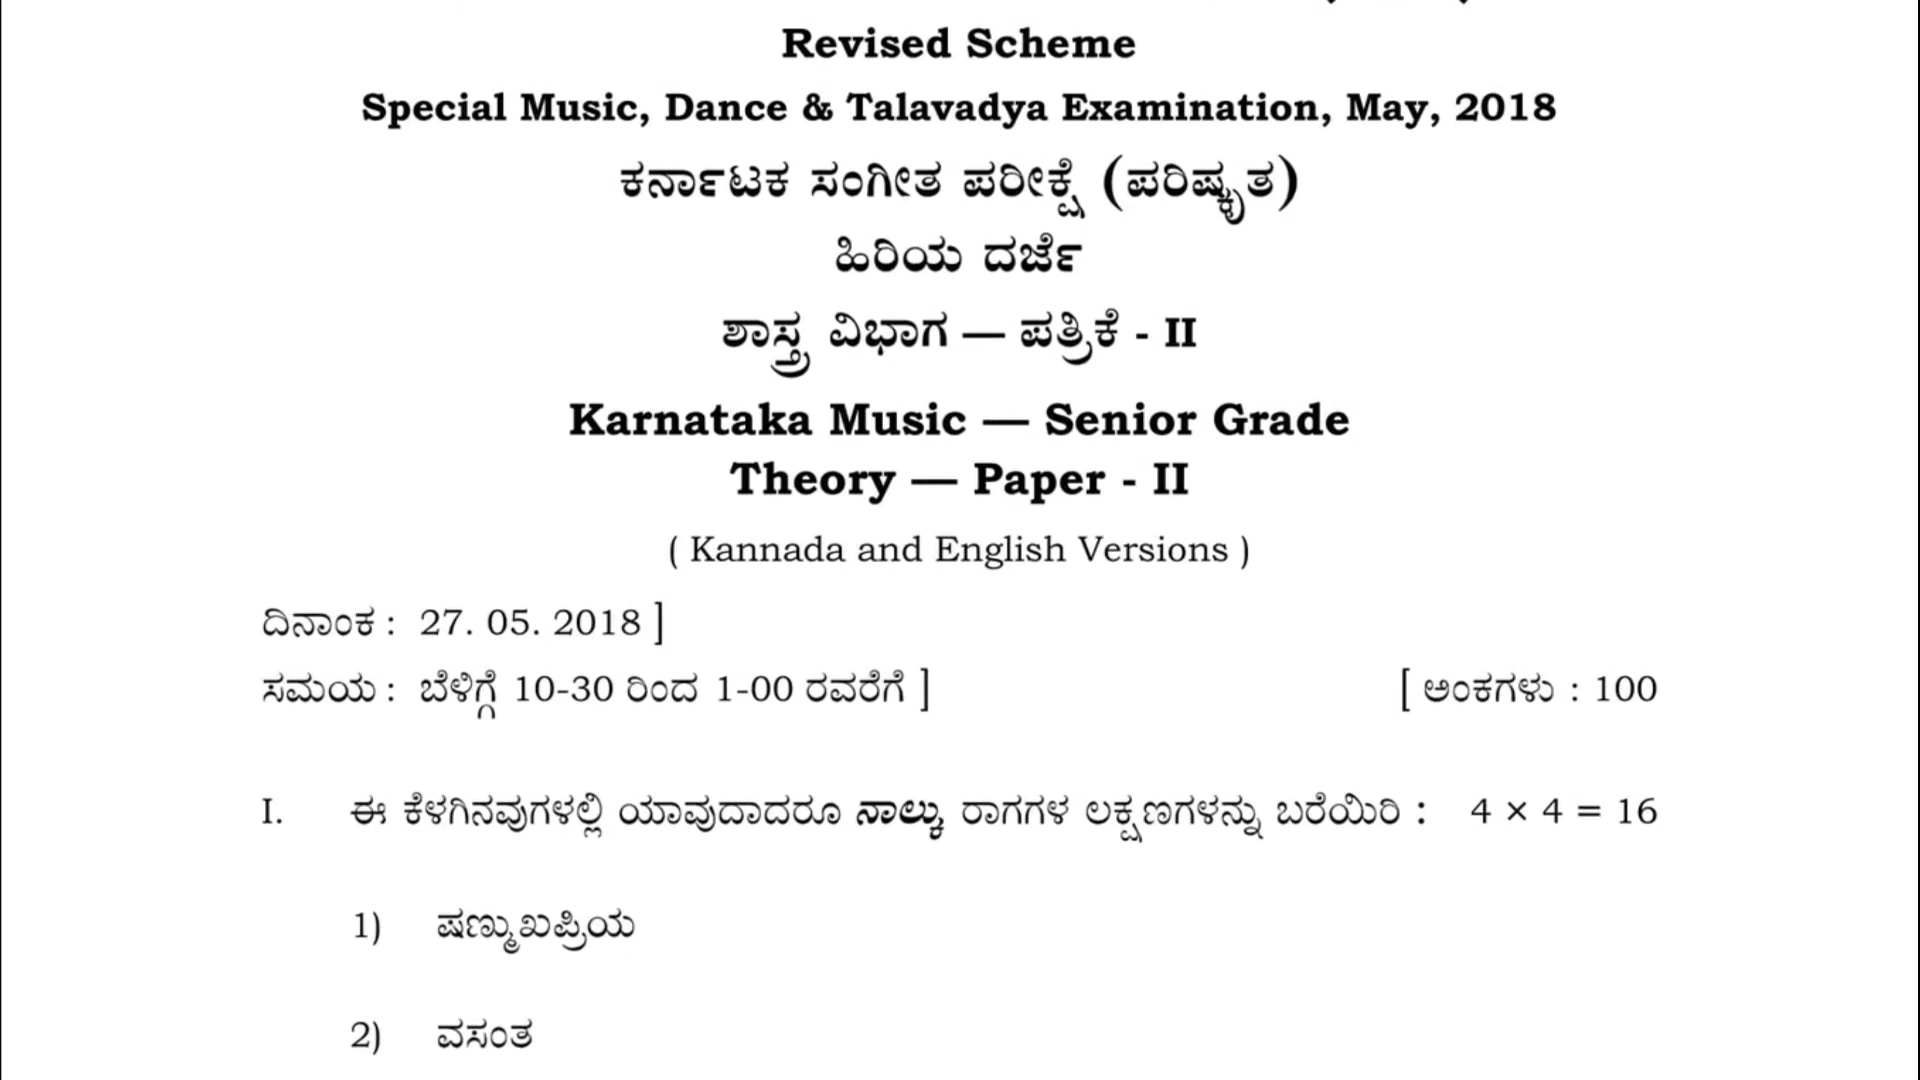 Revised Scheme
Special Music, Dance & Talavadya Examination, May, 2018
ಕರ್ನಾಟಕ ಸಂಗೀತ ಪರೀಕ್ಷೆ (ಪರಿಷ್ಕೃತ)
ಹಿರಿಯ ದರ್ಜೆ
ಶಾಸ್ತ್ರ ವಿಭಾಗ — ಪತ್ರಿಕೆ - II
Karnataka Music — Senior Grade
Theory — Paper - II
( Kannada and English Versions )
ದಿನಾಂಕ : 27. 05. 2018 ]
ಸಮಯ : ಬೆಳಿಗ್ಗೆ 10-30 ರಿಂದ 1-00 ರವರೆಗೆ ] [ ಅಂಕಗಳು : 100
I. ಈ ಕೆಳಗಿನವುಗಳಲ್ಲಿ ಯಾವುದಾದರೂ ನಾಲ್ಕು ರಾಗಗಳ ಲಕ್ಷಣಗಳನ್ನು ಬರೆಯಿರಿ : 4 × 4 = 16
1) ಷಣ್ಮುಖಪ್ರಿಯ
2) ವಸಂತ